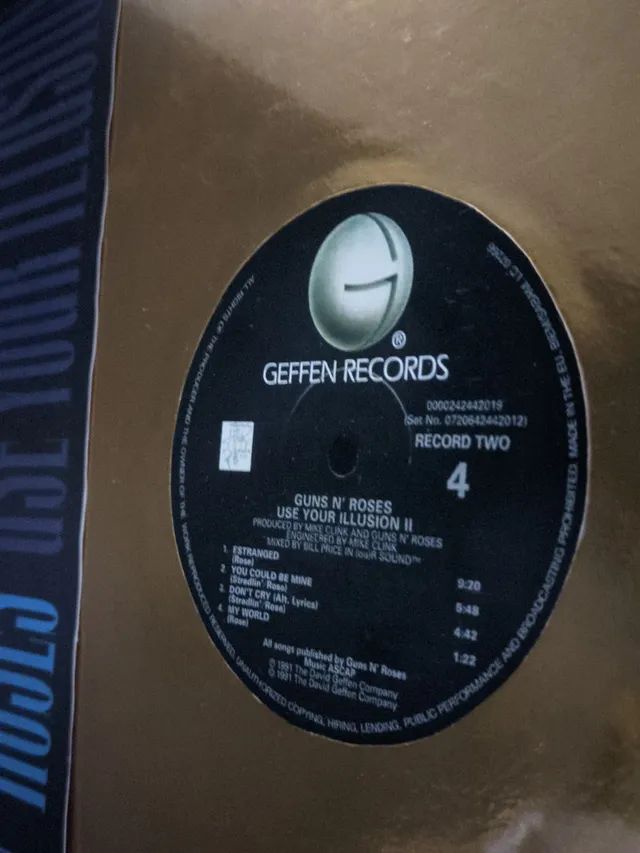 USE YOUR ILLUSION
ROSES
®
GEFFEN RECORDS
0000242442019
(Set No. 0720642442012)
RECORD TWO
4
GUNS N' ROSES
USE YOUR ILLUSION II
PRODUCED BY MIKE CLINK AND GUNS N' ROSES
ENGINEERED BY MIKE CLINK
MIXED BY BILL PRICE IN SOUND™
1. ESTRANGED 9:20
(Rose)
2. YOU COULD BE MINE 5:48
(Stradlin/Rose)
3. DON'T CRY (Alt. Lyrics) 4:42
(Stradlin/Rose)
4. MY WORLD 1:22
(Rose)
All songs published by Guns N' Roses
Music ASCAP
℗ 1991 The David Geffen Company
© 1991 The David Geffen Company
ALL RIGHTS OF THE PRODUCER AND THE OWNER OF THE WORK REPRODUCED RESERVED. UNAUTHORIZED COPYING, HIRING, LENDING, PUBLIC PERFORMANCE AND BROADCASTING PROHIBITED MADE IN THE EU. LC